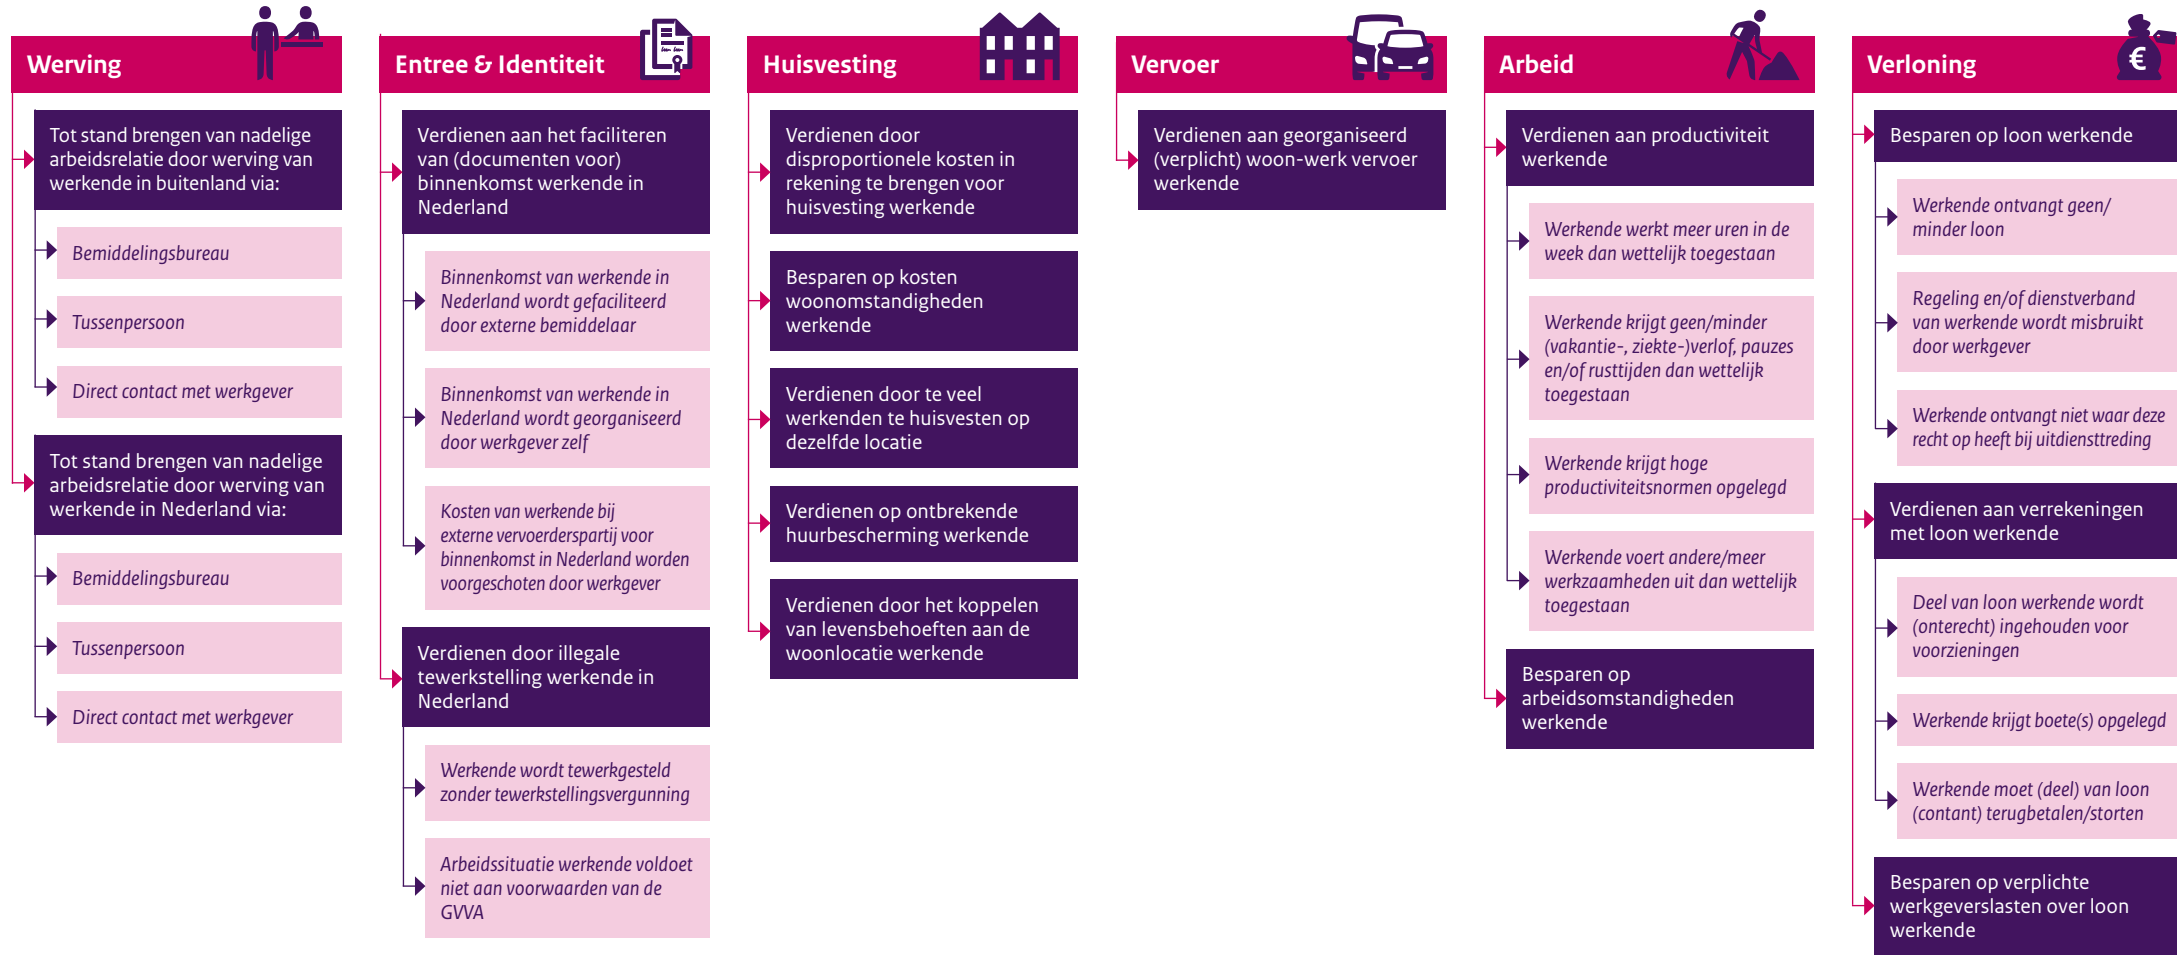 Werving
Tot stand brengen van nadelige
arbeidsrelatie door werving van
werkende in buitenland via:
Bemiddelingsbureau
Tussenpersoon
Direct contact met werkgever
Tot stand brengen van nadelige
arbeidsrelatie door werving van
werkende in Nederland via:
Bemiddelingsbureau
Tussenpersoon
Direct contact met werkgever
Entree & Identiteit
Verdienen aan het faciliteren
van (documenten voor)
binnenkomst werkende in
Nederland
Binnenkomst van werkende in
Nederland wordt gefaciliteerd
door externe bemiddelaar
Binnenkomst van werkende in
Nederland wordt georganiseerd
door werkgever zelf
Kosten van werkende bij
externe vervoerderspartij voor
binnenkomst in Nederland worden
voorgeschoten door werkgever
Verdienen door illegale
tewerkstelling werkende in
Nederland
Werkende wordt tewerkgesteld
zonder tewerkstellingsvergunning
Arbeidssituatie werkende voldoet
niet aan voorwaarden van de
GVVA
Huisvesting
Verdienen door
disproportionele kosten in
rekening te brengen voor
huisvesting werkende
Besparen op kosten
woonomstandigheden
werkende
Verdienen door te veel
werkenden te huisvesten op
dezelfde locatie
Verdienen op ontbrekende
huurbescherming werkende
Verdienen door het koppelen
van levensbehoeften aan de
woonlocatie werkende
Vervoer
Verdienen aan georganiseerd
(verplicht) woon-werk vervoer
werkende
Arbeid
Verdienen aan productiviteit
werkende
Werkende werkt meer uren in de
week dan wettelijk toegestaan
Werkende krijgt geen/minder
(vakantie-, ziekte-)verlof, pauzes
en/of rusttijden dan wettelijk
toegestaan
Werkende krijgt hoge
productiviteitsnormen opgelegd
Werkende voert andere/meer
werkzaamheden uit dan wettelijk
toegestaan
Besparen op
arbeidsomstandigheden
werkende
Verloning
€
Besparen op loon werkende
Werkende ontvangt geen/
minder loon
Regeling en/of dienstverband
van werkende wordt misbruikt
door werkgever
Werkende ontvangt niet waar deze
recht op heeft bij uitdiensttreding
Verdienen aan verrekeningen
met loon werkende
Deel van loon werkende wordt
(onterecht) ingehouden voor
voorzieningen
Werkende krijgt boete(s) opgelegd
Werkende moet (deel) van loon
(contant) terugbetalen/storten
Besparen op verplichte
werkgeverslasten over loon
werkende